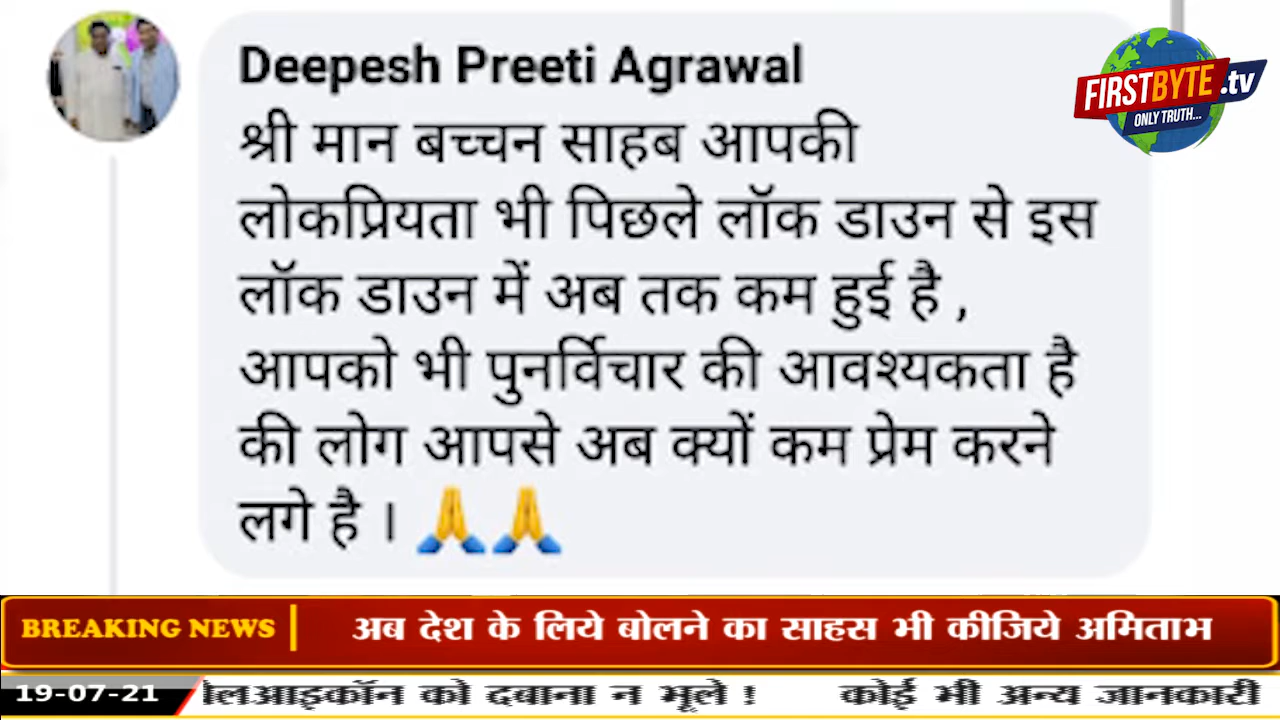 Deepesh Preeti Agrawal
श्री मान बच्चन साहब आपकी
लोकप्रियता भी पिछले लॉक डाउन से इस
लॉक डाउन में अब तक कम हुई है ,
आपको भी पुनर्विचार की आवश्यकता है
की लोग आपसे अब क्यों कम प्रेम करने
लगे है । 🙏🙏
FIRSTBYTE.tv
ONLY TRUTH...
BREAKING NEWS | अब देश के लिये बोलने का साहस भी कीजिये अमिताभ
19-07-21 को दबाना न भूले ! कोई भी अन्य जानकारी